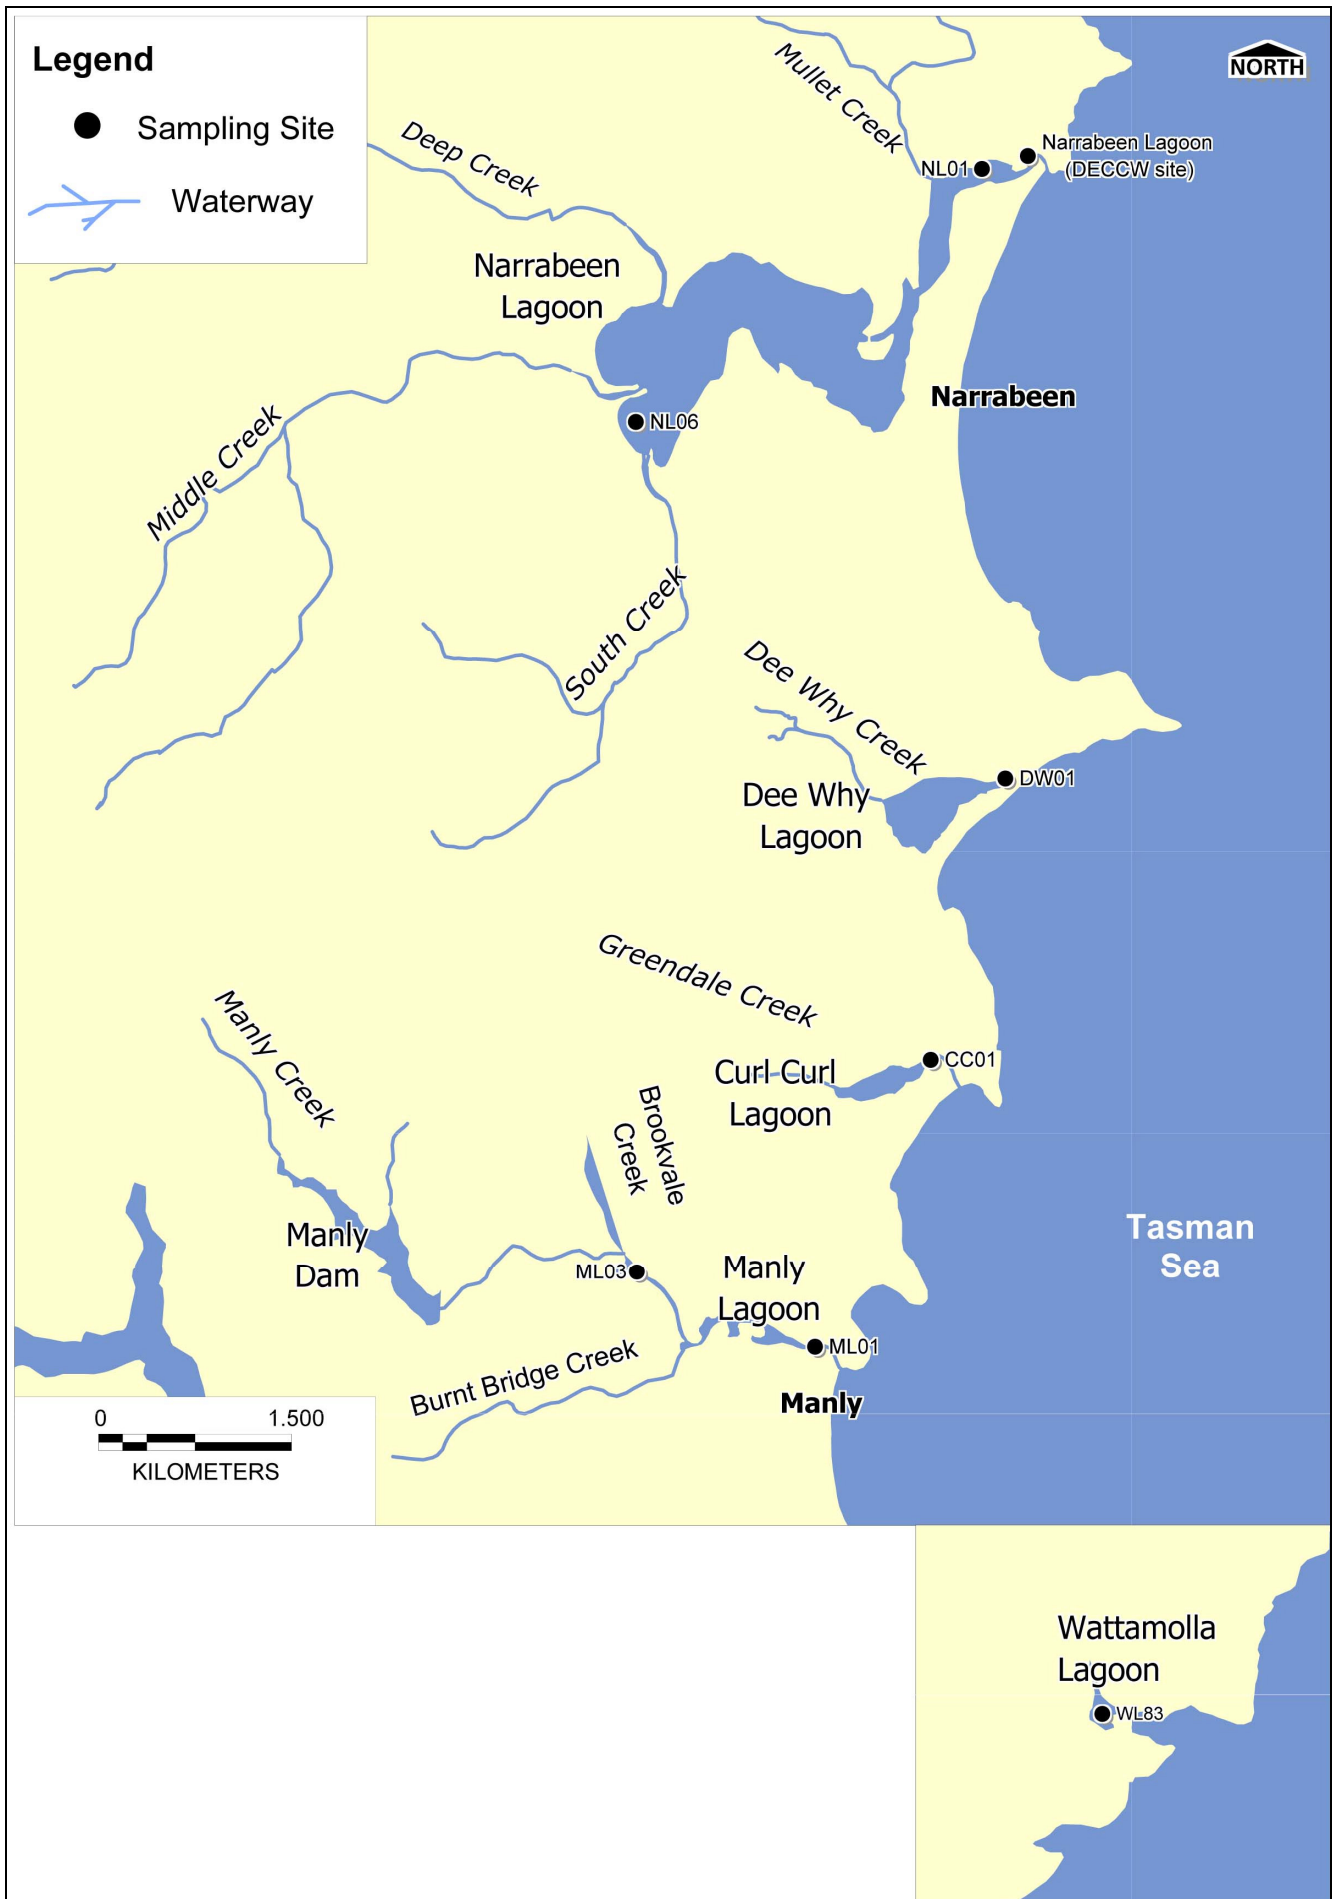 Legend
Sampling Site
Waterway
NORTH
Mullet Creek
Deep Creek
Narrabeen Lagoon
(DECCW site)
NL01
Narrabeen
Lagoon
Narrabeen
NL06
Middle Creek
South Creek
Dee Why Creek
DW01
Dee Why
Lagoon
Greendale Creek
Manly Creek
CC01
Curl Curl
Lagoon
Brookvale
Creek
Tasman
Sea
Manly
Dam
ML03
Manly
Lagoon
ML01
Burnt Bridge Creek
Manly
0 1.500
KILOMETERS
Wattamolla
Lagoon
WL83